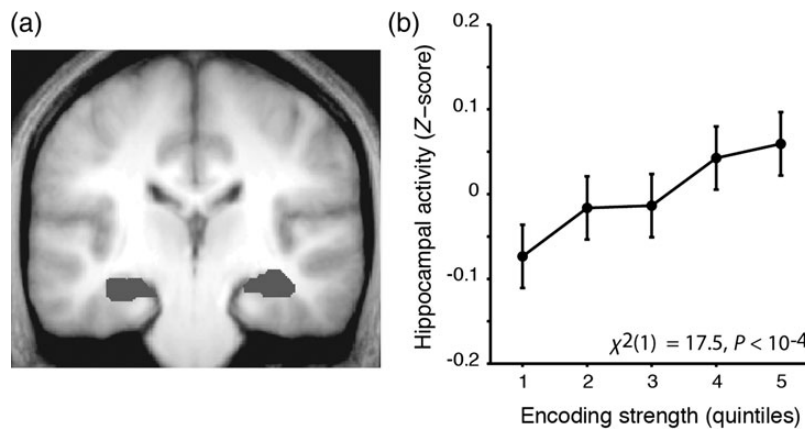 (a)
(b)
Hippocampal activity (Z-score)
0.2
0.1
0
-0.1
-0.2
χ²(1) = 17.5, P < 10⁻⁴
1 2 3 4 5
Encoding strength (quintiles)